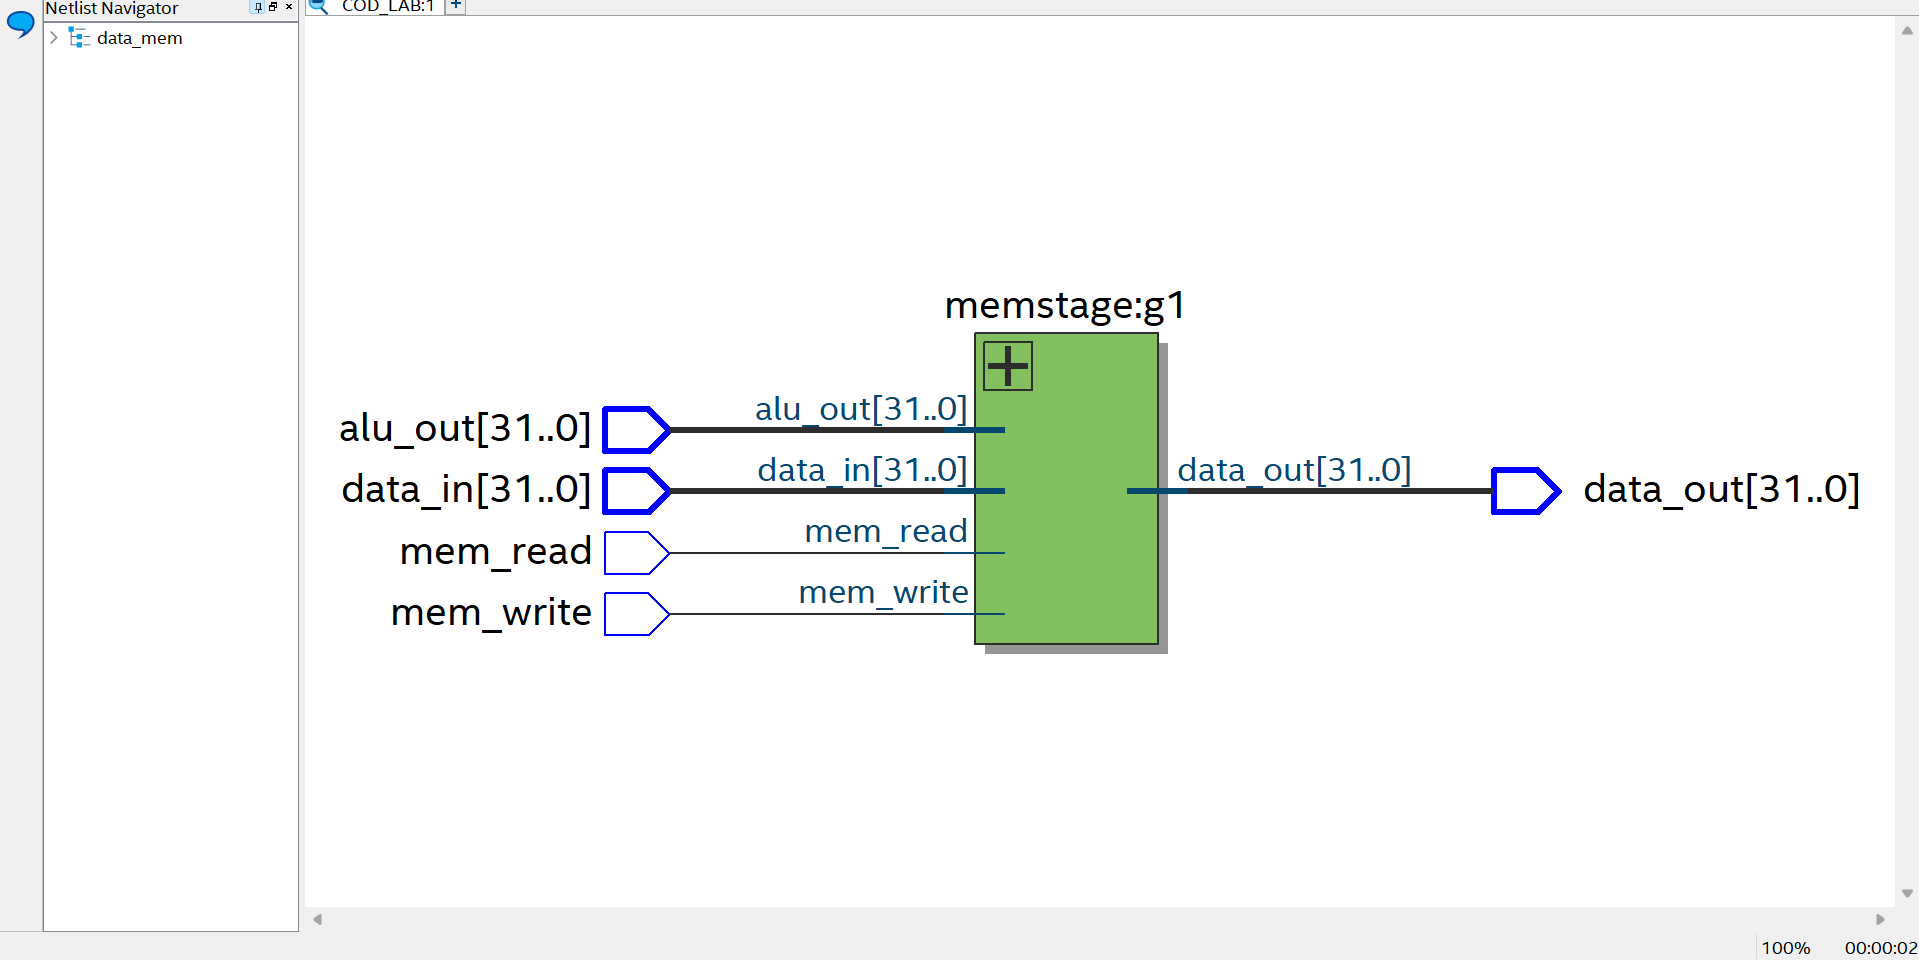 Netlist Navigator
COD_LAB:1
data_mem
memstage:g1
alu_out[31..0]
alu_out[31..0]
data_in[31..0]
data_in[31..0]
data_out[31..0]
data_out[31..0]
mem_read
mem_read
mem_write
mem_write
100%
00:00:02